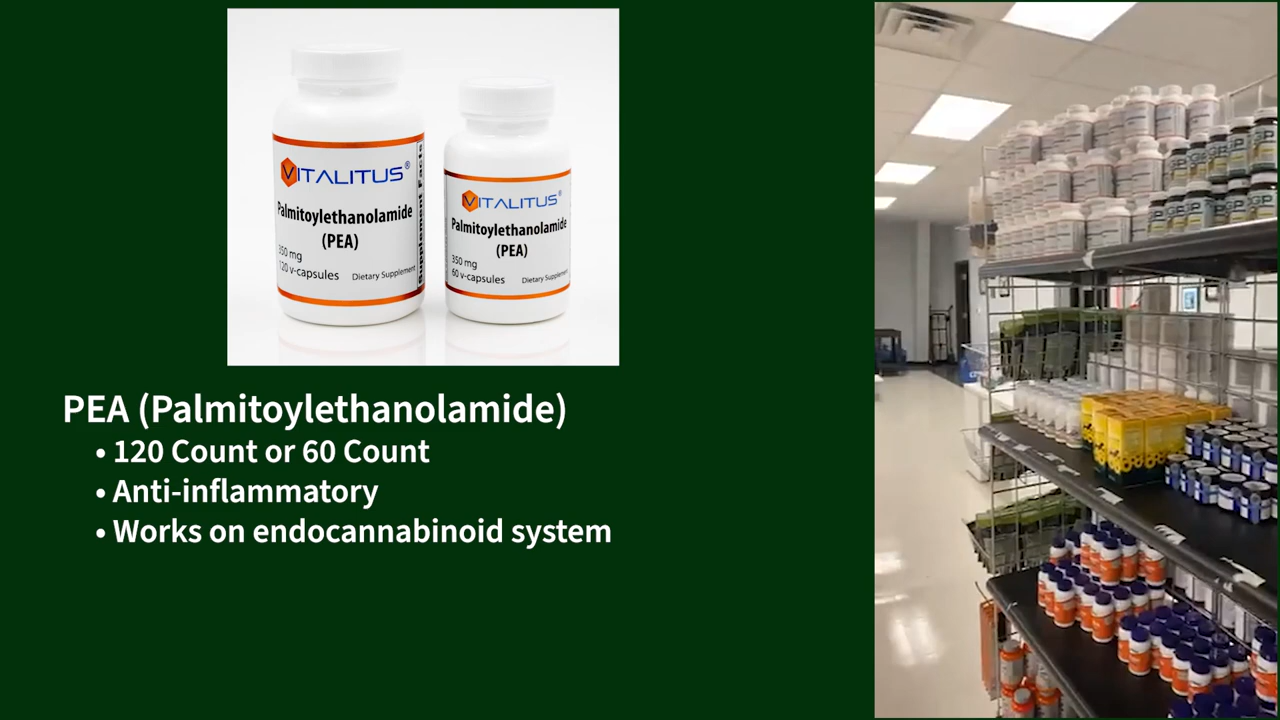 VITALITUS®
Palmitoylethanolamide
(PEA)
350 mg
120 v-capsules Dietary Supplement
Supplement Facts
VITALITUS®
Palmitoylethanolamide
(PEA)
350 mg
60 v-capsules Dietary Supplement
PEA (Palmitoylethanolamide)
• 120 Count or 60 Count
• Anti-inflammatory
• Works on endocannabinoid system